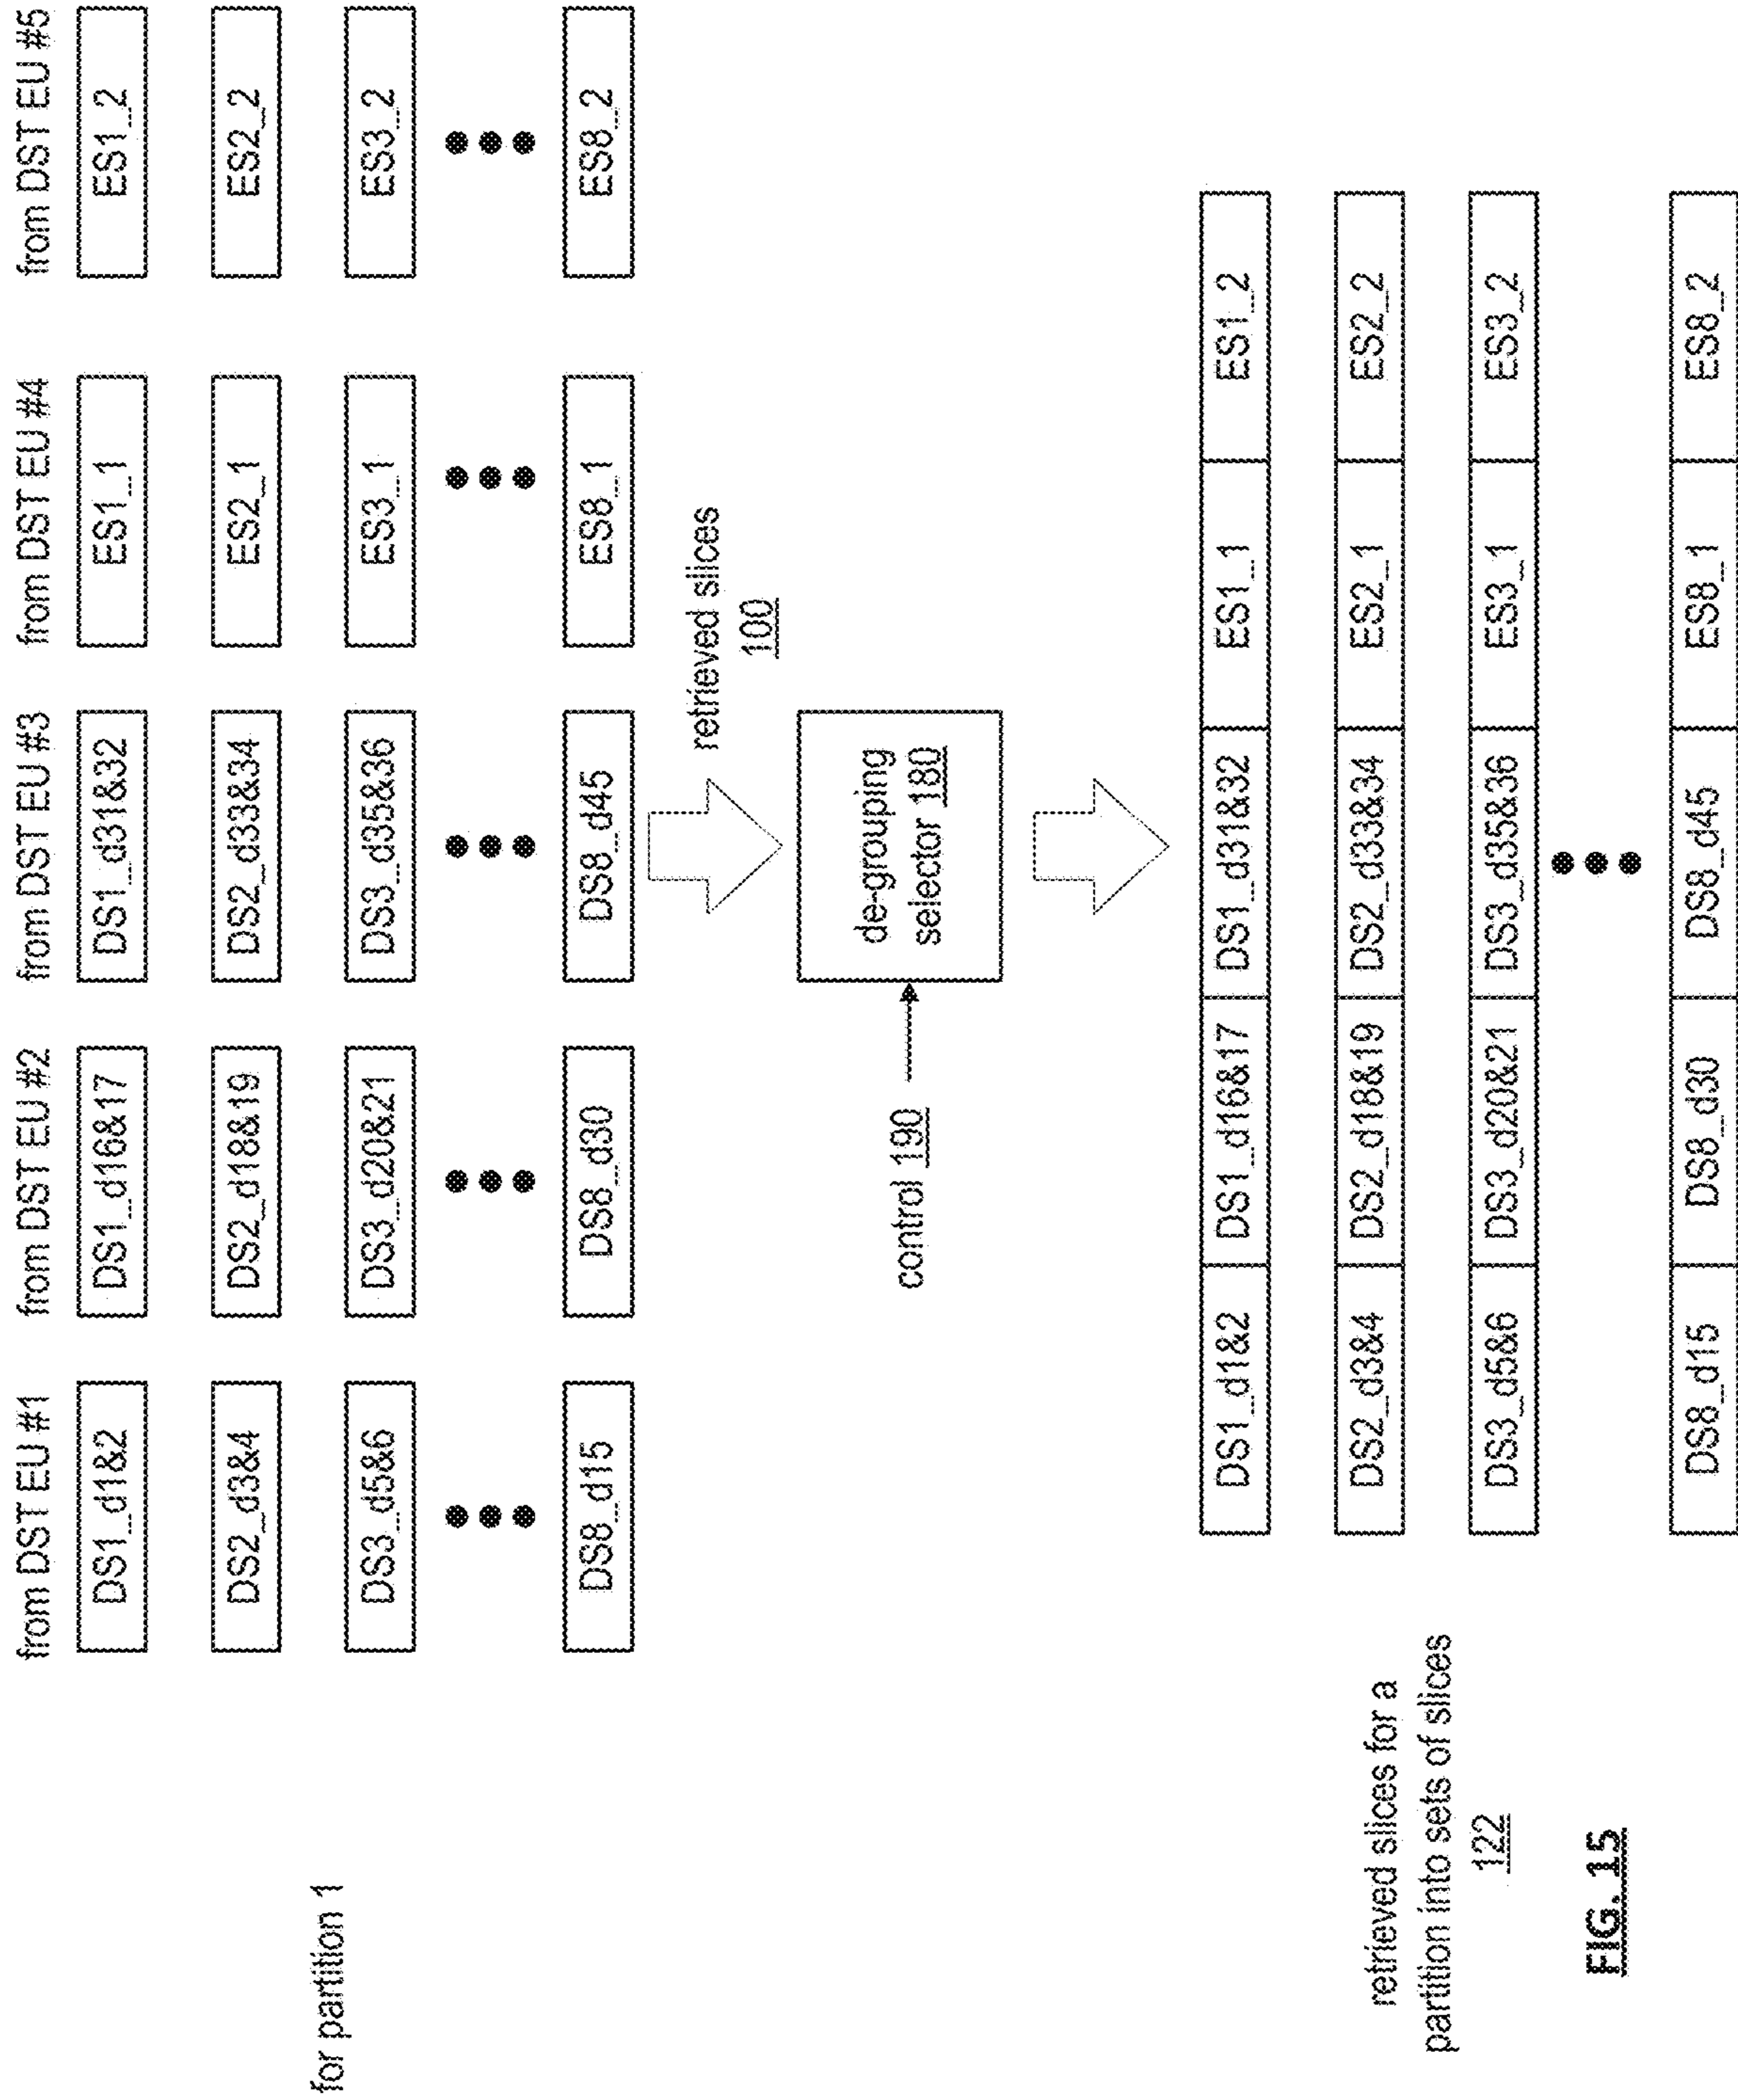 from DST EU #1 from DST EU #2 from DST EU #3 from DST EU #4 from DST EU #5
DS1_d1&2 DS1_d16&17 DS1_d31&32 ES1_1 ES1_2
DS2_d3&4 DS2_d18&19 DS2_d33&34 ES2_1 ES2_2
for partition 1
DS3_d5&6 DS3_d20&21 DS3_d35&36 ES3_1 ES3_2
DS8_d15 DS8_d30 DS8_d45 ES8_1 ES8_2
retrieved slices
100
de-grouping
control 190
selector 180
DS1_d1&2 DS1_d16&17 DS1_d31&32 ES1_1 ES1_2
DS2_d3&4 DS2_d18&19 DS2_d33&34 ES2_1 ES2_2
DS3_d5&6 DS3_d20&21 DS3_d35&36 ES3_1 ES3_2
DS8_d15 DS8_d30 DS8_d45 ES8_1 ES8_2
retrieved slices for a
partition into sets of slices
122
FIG. 15